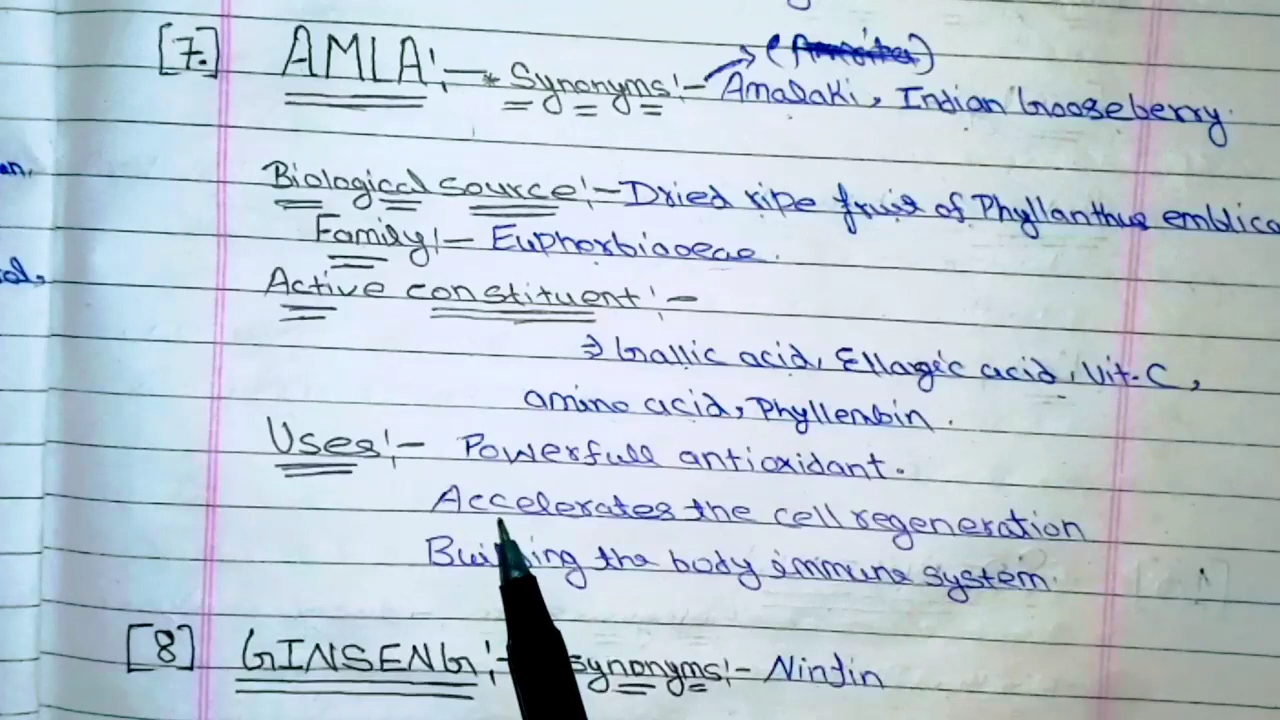 [7.] AMLA:- * Synonyms:- Amalaki, Indian Gooseberry.
an.
Biological source:- Dried ripe fruit of Phyllanthus emblica
Family:- Euphorbiaceae.
al,
Active constituent:-
→ Gallic acid, Ellagic acid, Vit-C,
amino acid, Phyllembin.
Uses:- Powerfull antioxidant.
Accelerates the cell regeneration
the body immune system.
[8] GINSENG:- synonyms:- Ninjin